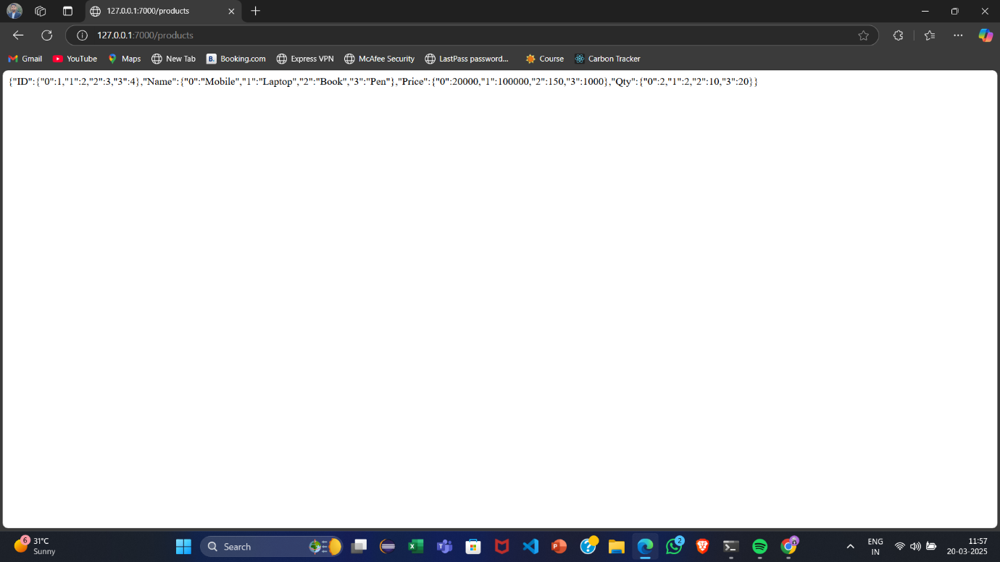 127.0.0.1:7000/products
127.0.0.1:7000/products
Gmail YouTube Maps New Tab B. Booking.com Express VPN McAfee Security LastPass password... Course Carbon Tracker
{"ID":{"0":1,"1":2,"2":3,"3":4},"Name":{"0":"Mobile","1":"Laptop","2":"Book","3":"Pen"},"Price":{"0":20000,"1":100000,"2":150,"3":1000},"Qty":{"0":2,"1":2,"2":10,"3":20}}
6 31°C
Sunny
Search
2
ENG
IN
11:57
20-03-2025